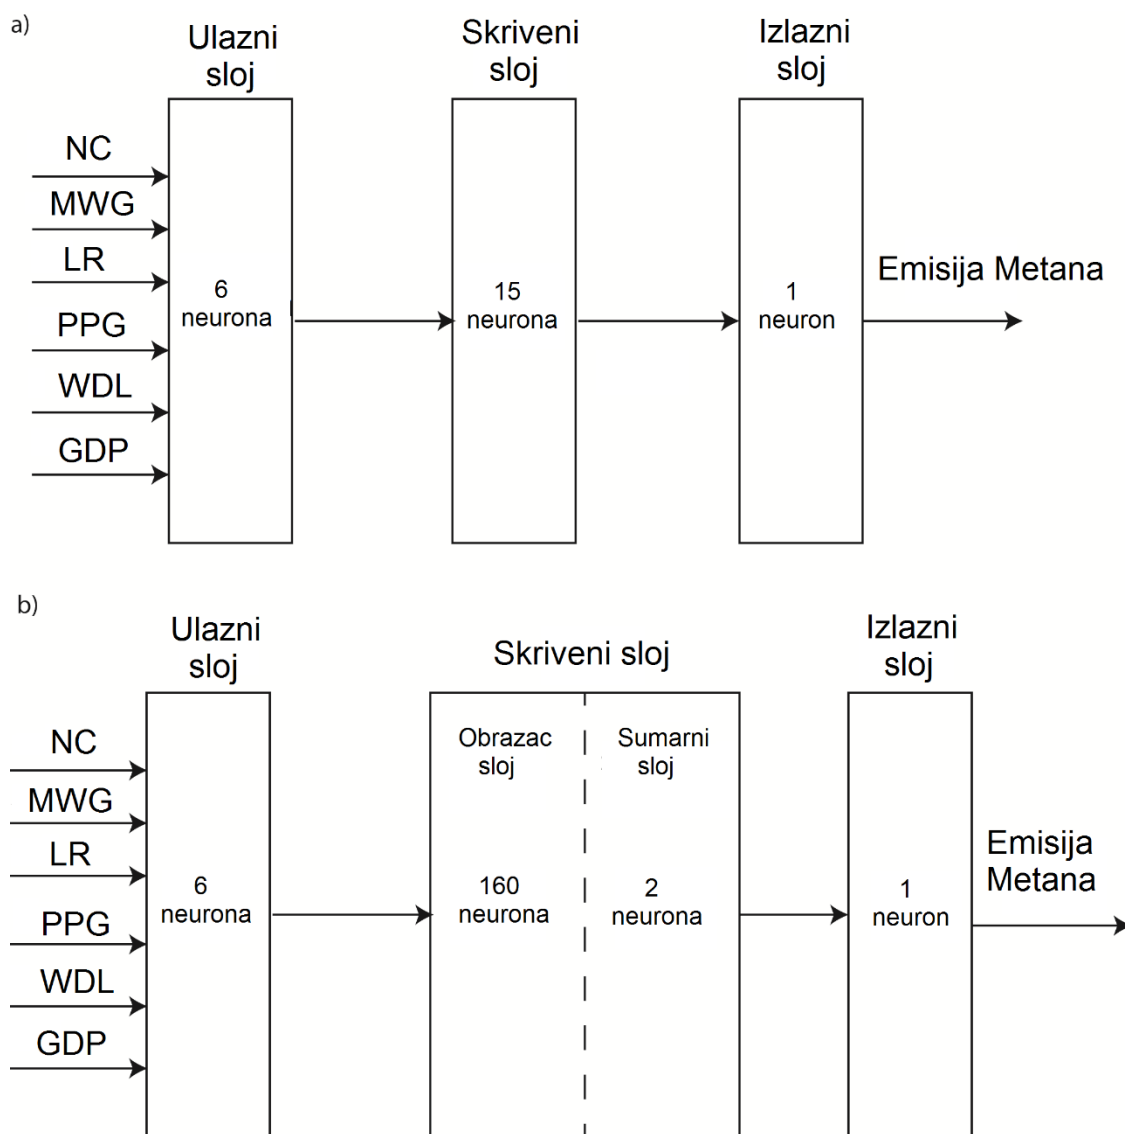 a)
Ulazni
sloj
Skriveni
sloj
Izlazni
sloj
NC
MWG
LR
PPG
WDL
GDP
6
neurona
15
neurona
1
neuron
Emisija Metana
b)
Ulazni
sloj
Skriveni sloj
Izlazni
sloj
Obrazac
sloj
Sumarni
sloj
NC
MWG
LR
PPG
WDL
GDP
6
neurona
160
neurona
2
neurona
1
neuron
Emisija
Metana